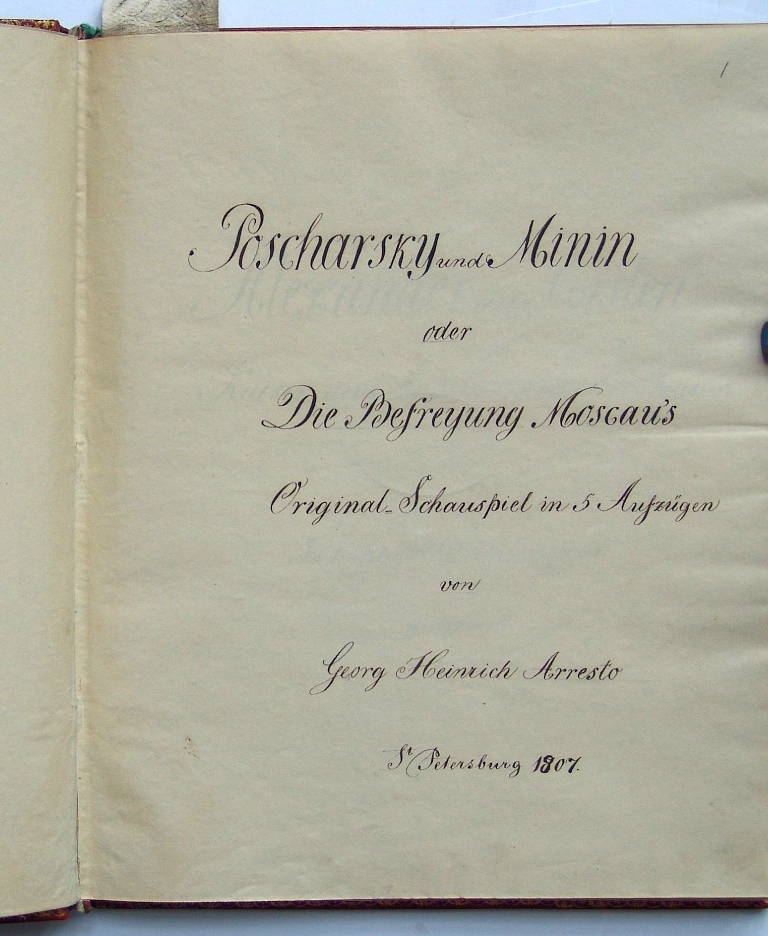 1
Poscharsky und Minin
oder
Die Befreyung Moscau's
Original-Schauspiel in 5 Aufzügen
von
Georg Heinrich Arresto
St Petersburg 1807.